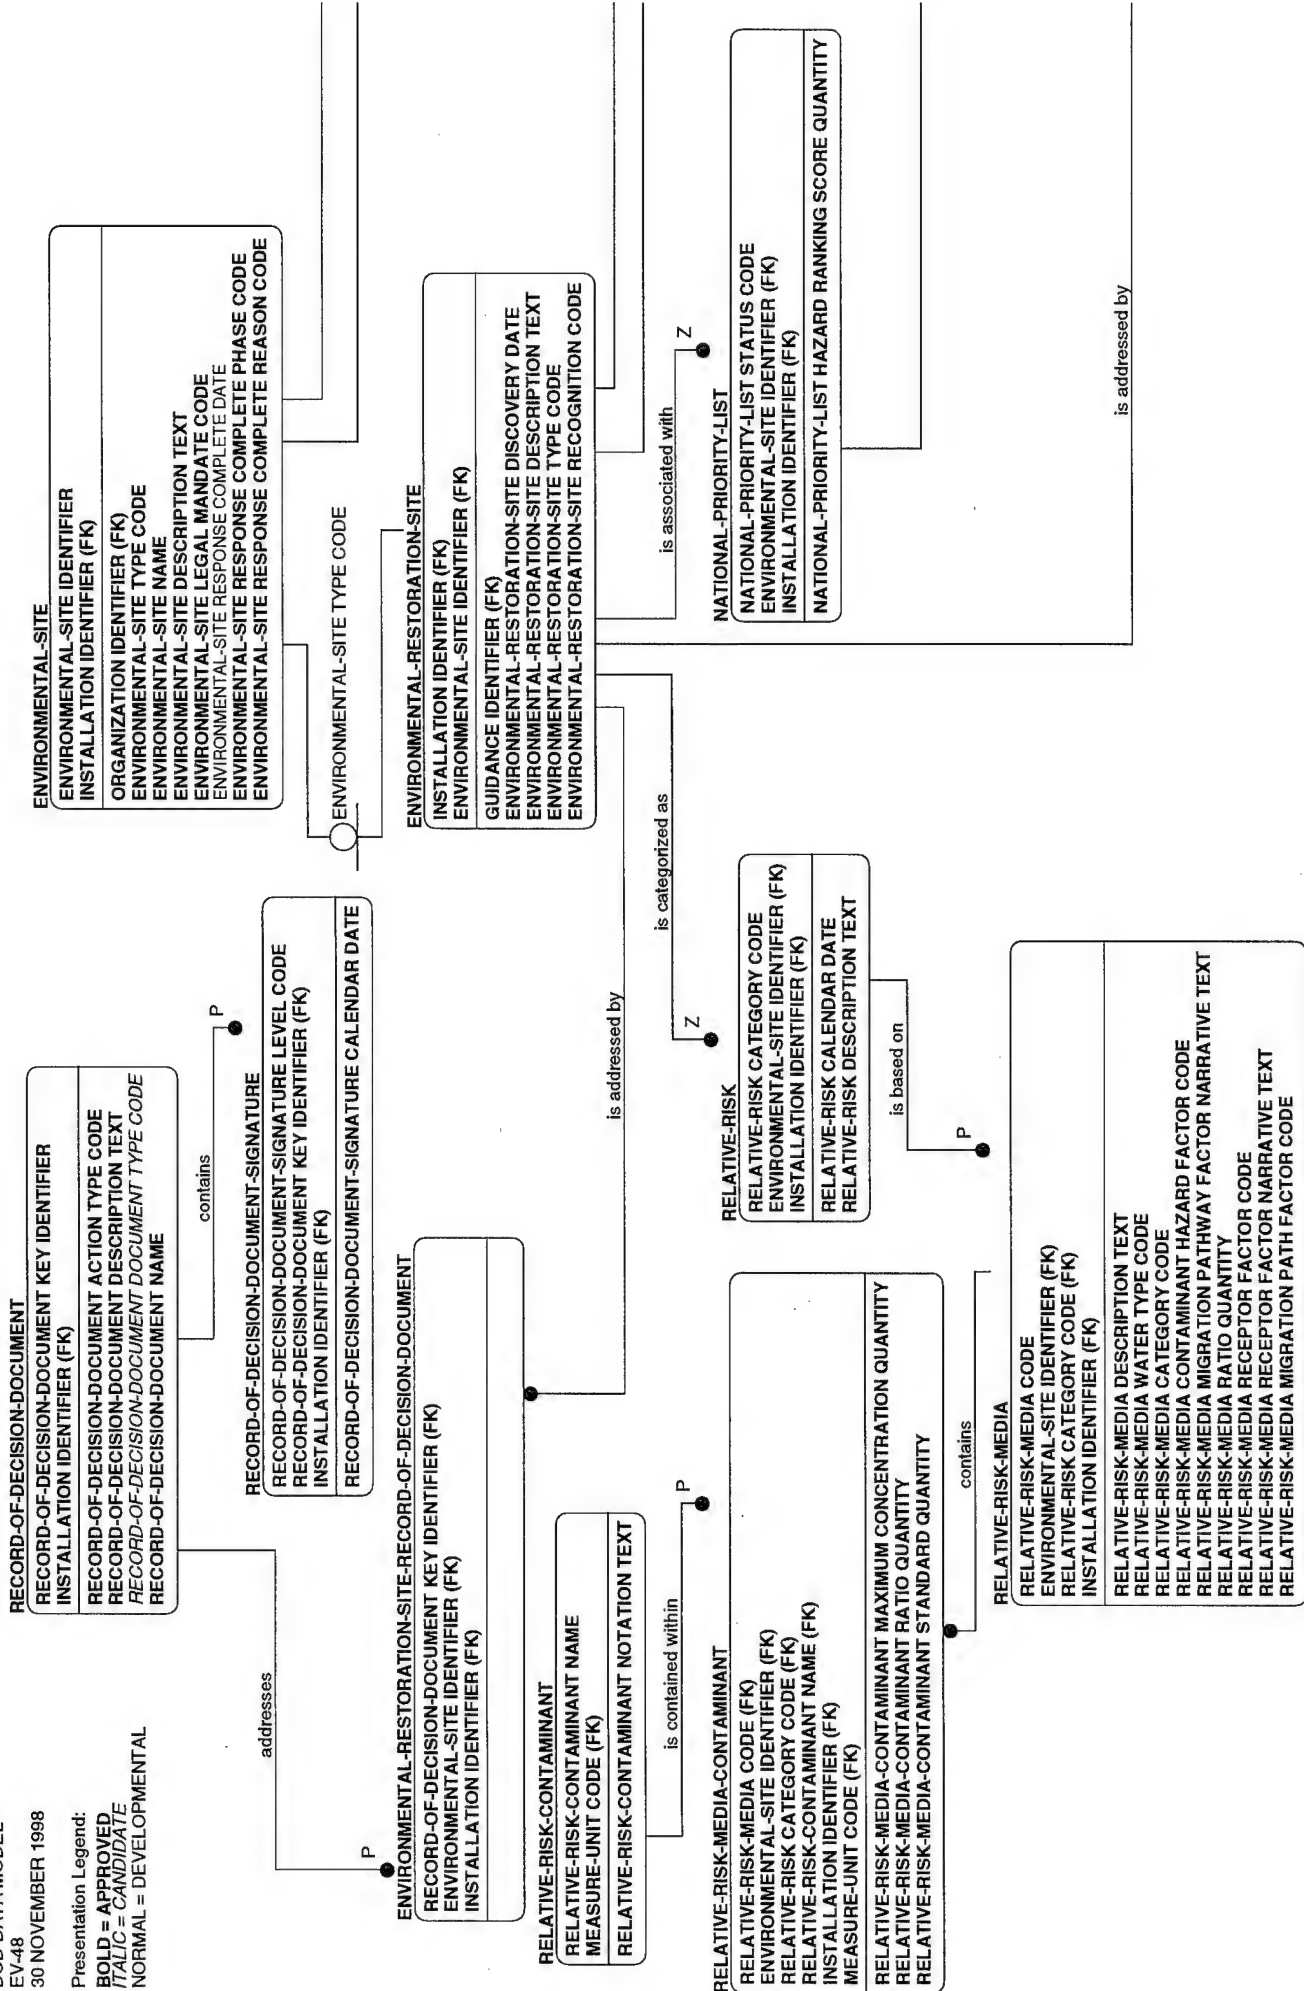 DOD DATA MODEL
EV-48
30 NOVEMBER 1998
Presentation Legend:
BOLD = APPROVED
ITALIC = CANDIDATE
NORMAL = DEVELOPMENTAL
RECORD-OF-DECISION-DOCUMENT
RECORD-OF-DECISION-DOCUMENT KEY IDENTIFIER
INSTALLATION IDENTIFIER (FK)
RECORD-OF-DECISION-DOCUMENT ACTION TYPE CODE
RECORD-OF-DECISION-DOCUMENT DESCRIPTION TEXT
RECORD-OF-DECISION-DOCUMENT DOCUMENT TYPE CODE
RECORD-OF-DECISION-DOCUMENT NAME
addresses
P
contains
P
RECORD-OF-DECISION-DOCUMENT-SIGNATURE
RECORD-OF-DECISION-DOCUMENT-SIGNATURE LEVEL CODE
RECORD-OF-DECISION-DOCUMENT KEY IDENTIFIER (FK)
INSTALLATION IDENTIFIER (FK)
RECORD-OF-DECISION-DOCUMENT-SIGNATURE CALENDAR DATE
ENVIRONMENTAL-SITE
ENVIRONMENTAL-SITE IDENTIFIER
INSTALLATION IDENTIFIER (FK)
ORGANIZATION IDENTIFIER (FK)
ENVIRONMENTAL-SITE TYPE CODE
ENVIRONMENTAL-SITE NAME
ENVIRONMENTAL-SITE DESCRIPTION TEXT
ENVIRONMENTAL-SITE LEGAL MANDATE CODE
ENVIRONMENTAL-SITE RESPONSE COMPLETE DATE
ENVIRONMENTAL-SITE RESPONSE COMPLETE PHASE CODE
ENVIRONMENTAL-SITE RESPONSE COMPLETE REASON CODE
ENVIRONMENTAL-SITE TYPE CODE
ENVIRONMENTAL-RESTORATION-SITE-RECORD-OF-DECISION-DOCUMENT
RECORD-OF-DECISION-DOCUMENT KEY IDENTIFIER (FK)
ENVIRONMENTAL-SITE IDENTIFIER (FK)
INSTALLATION IDENTIFIER (FK)
is addressed by
ENVIRONMENTAL-RESTORATION-SITE
INSTALLATION IDENTIFIER (FK)
ENVIRONMENTAL-SITE IDENTIFIER (FK)
GUIDANCE IDENTIFIER (FK)
ENVIRONMENTAL-RESTORATION-SITE DISCOVERY DATE
ENVIRONMENTAL-RESTORATION-SITE DESCRIPTION TEXT
ENVIRONMENTAL-RESTORATION-SITE TYPE CODE
ENVIRONMENTAL-RESTORATION-SITE RECOGNITION CODE
is categorized as
Z
is associated with
Z
RELATIVE-RISK-CONTAMINANT
RELATIVE-RISK-CONTAMINANT NAME
MEASURE-UNIT CODE (FK)
RELATIVE-RISK-CONTAMINANT NOTATION TEXT
is contained within
P
RELATIVE-RISK-MEDIA-CONTAMINANT
RELATIVE-RISK-MEDIA CODE (FK)
ENVIRONMENTAL-SITE IDENTIFIER (FK)
RELATIVE-RISK CATEGORY CODE (FK)
RELATIVE-RISK-CONTAMINANT NAME (FK)
INSTALLATION IDENTIFIER (FK)
MEASURE-UNIT CODE (FK)
RELATIVE-RISK-MEDIA-CONTAMINANT MAXIMUM CONCENTRATION QUANTITY
RELATIVE-RISK-MEDIA-CONTAMINANT RATIO QUANTITY
RELATIVE-RISK-MEDIA-CONTAMINANT STANDARD QUANTITY
contains
RELATIVE-RISK
RELATIVE-RISK CATEGORY CODE
ENVIRONMENTAL-SITE IDENTIFIER (FK)
INSTALLATION IDENTIFIER (FK)
RELATIVE-RISK CALENDAR DATE
RELATIVE-RISK DESCRIPTION TEXT
is based on
P
NATIONAL-PRIORITY-LIST
NATIONAL-PRIORITY-LIST STATUS CODE
ENVIRONMENTAL-SITE IDENTIFIER (FK)
INSTALLATION IDENTIFIER (FK)
NATIONAL-PRIORITY-LIST HAZARD RANKING SCORE QUANTITY
is addressed by
RELATIVE-RISK-MEDIA
RELATIVE-RISK-MEDIA CODE
ENVIRONMENTAL-SITE IDENTIFIER (FK)
RELATIVE-RISK CATEGORY CODE (FK)
INSTALLATION IDENTIFIER (FK)
RELATIVE-RISK-MEDIA DESCRIPTION TEXT
RELATIVE-RISK-MEDIA WATER TYPE CODE
RELATIVE-RISK-MEDIA CATEGORY CODE
RELATIVE-RISK-MEDIA CONTAMINANT HAZARD FACTOR CODE
RELATIVE-RISK-MEDIA MIGRATION PATHWAY FACTOR NARRATIVE TEXT
RELATIVE-RISK-MEDIA RATIO QUANTITY
RELATIVE-RISK-MEDIA RECEPTOR FACTOR CODE
RELATIVE-RISK-MEDIA RECEPTOR FACTOR NARRATIVE TEXT
RELATIVE-RISK-MEDIA MIGRATION PATH FACTOR CODE